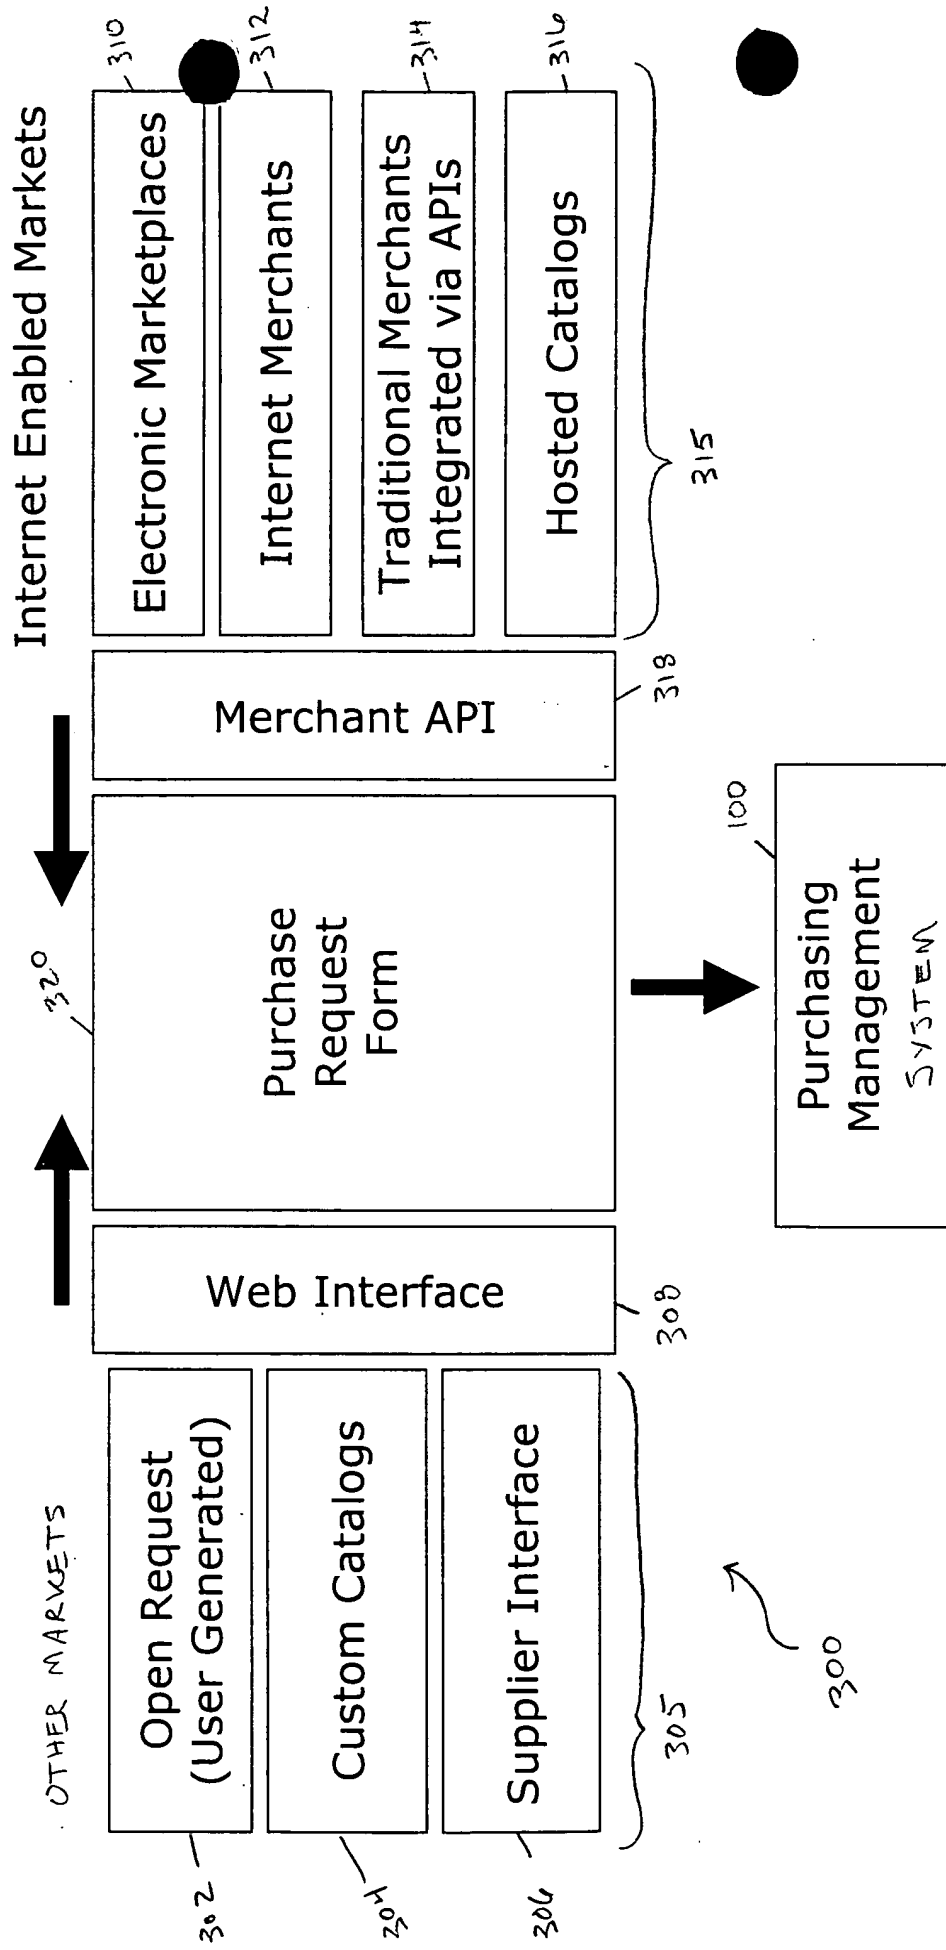 OTHER MARKETS
Internet Enabled Markets
320
302
Open Request
(User Generated)
304
Custom Catalogs
306
Supplier Interface
305
Web Interface
308
Purchase
Request
Form
Merchant API
318
Electronic Marketplaces
310
Internet Merchants
312
Traditional Merchants
Integrated via APIs
314
Hosted Catalogs
316
315
300
100
Purchasing
Management
SYSTEM